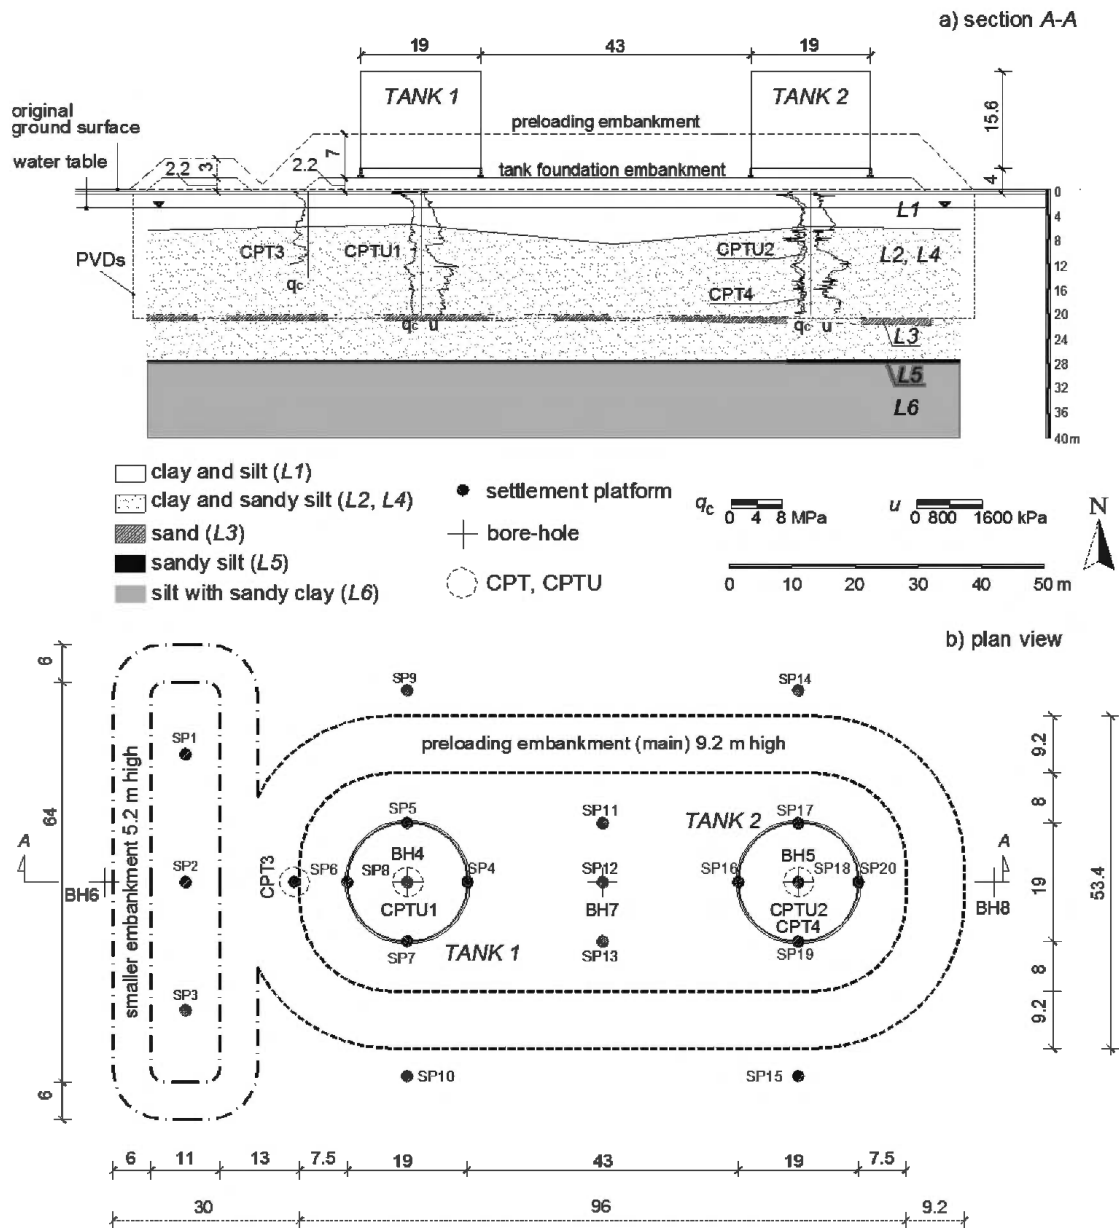 a) section A-A
19
43
19
TANK 1
TANK 2
original
ground surface
preloading embankment
15.6
water table
7
2.2
3
2.2
tank foundation embankment
4
0
L1
4
CPT3
CPTU1
CPTU2
L2, L4
8
PVDs
12
qc
CPT4
16
20
qc
u
qc
u
L3
24
28
L5
32
L6
36
40m
clay and silt (L1)
clay and sandy silt (L2, L4)
sand (L3)
sandy silt (L5)
silt with sandy clay (L6)
settlement platform
bore-hole
CPT, CPTU
qc
0 4 8 MPa
u
0 800 1600 kPa
N
0 10 20 30 40 50 m
b) plan view
6
SP9
SP14
SP1
preloading embankment (main) 9.2 m high
9.2
smaller embankment 5.2 m high
8
64
SP5
SP11
TANK 2
SP17
A
A
SP2
CPT3
SP6
SP8
BH4
SP4
SP12
SP16
BH5
SP18
SP20
BH6
CPTU1
BH7
CPTU2
CPT4
BH8
19
53.4
SP7
TANK 1
SP13
SP19
SP3
8
9.2
SP10
SP15
6
6
11
13
7.5
19
43
19
7.5
30
96
9.2